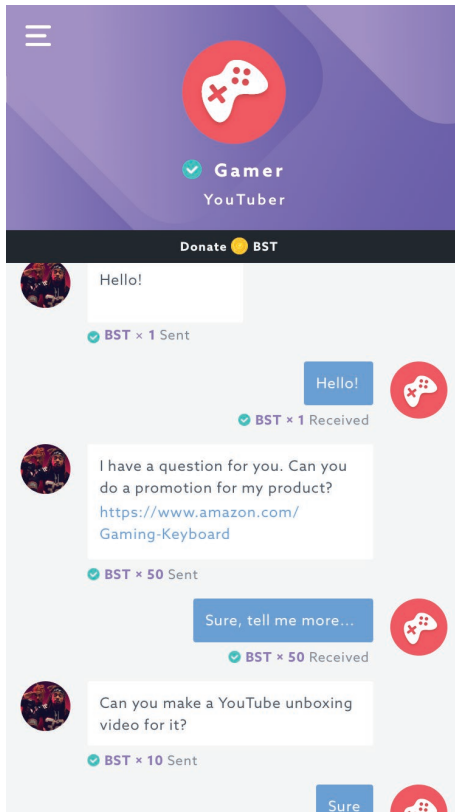 Gamer
YouTuber
Donate BST
Hello!
BST × 1 Sent
Hello!
BST × 1 Received
I have a question for you. Can you
do a promotion for my product?
https://www.amazon.com/
Gaming-Keyboard
BST × 50 Sent
Sure, tell me more...
BST × 50 Received
Can you make a YouTube unboxing
video for it?
BST × 10 Sent
Sure